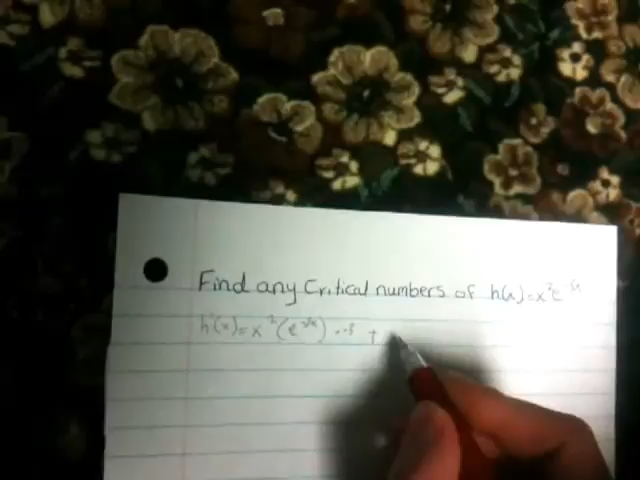 Find any Critical numbers of h(x)=x²e
h'(x)=x²(e